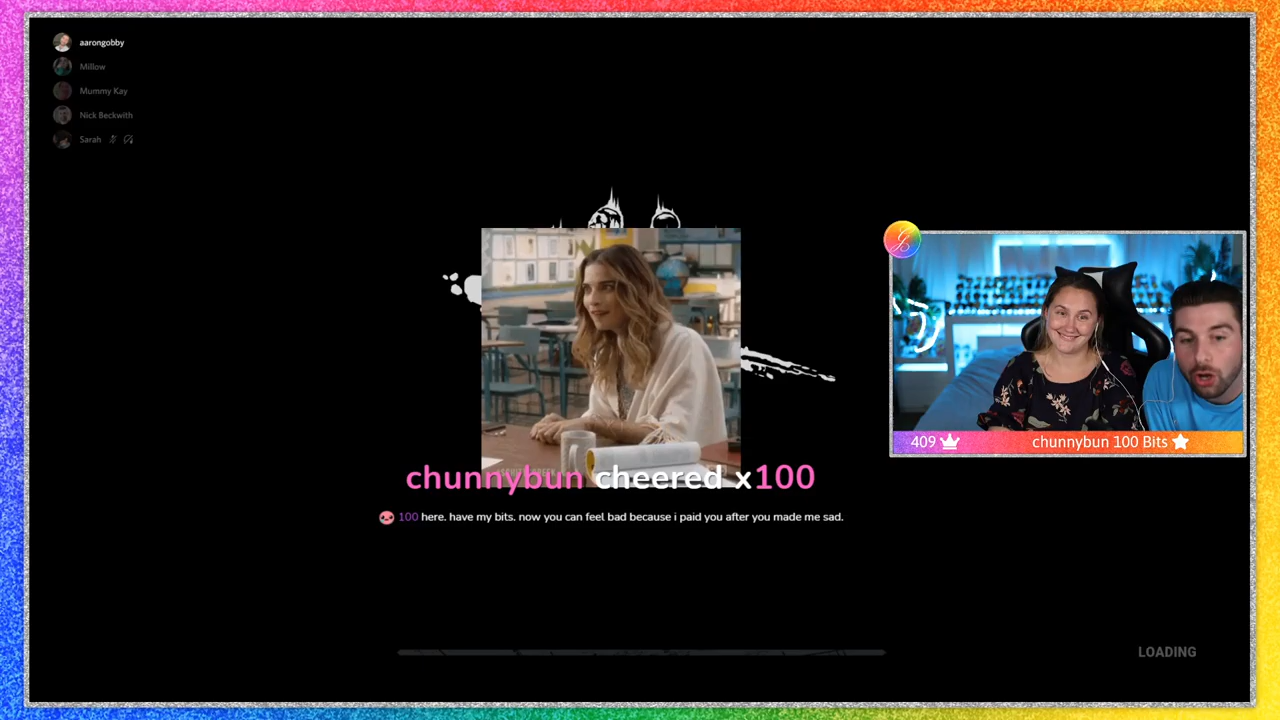 aarongobby
Millow
Mummy Kay
Nick Beckwith
Sarah
chunnybun cheered x100
100 here. have my bits. now you can feel bad because i paid you after you made me sad.
409
chunnybun 100 Bits
LOADING